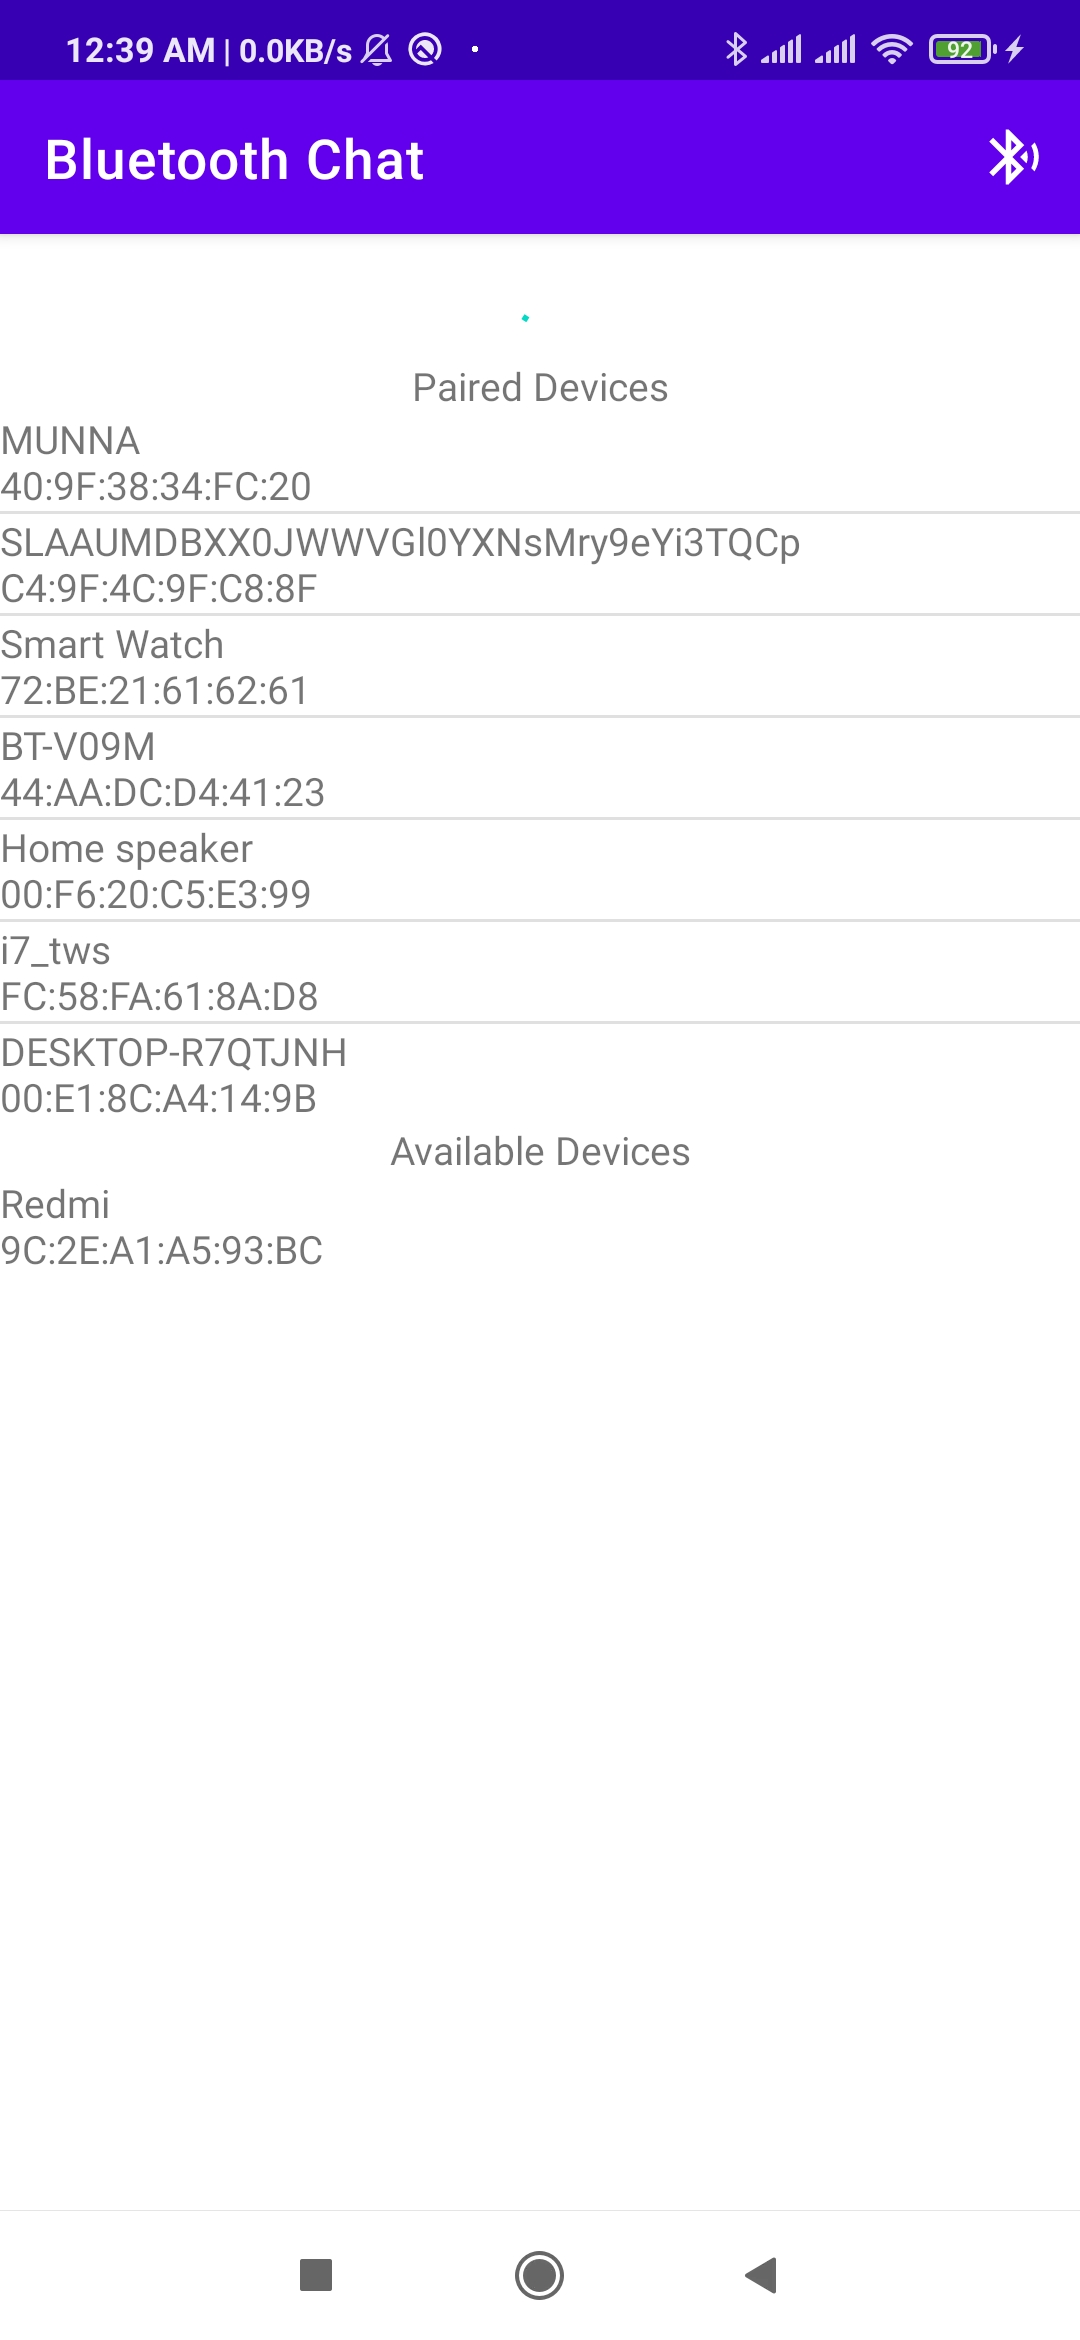 12:39 AM | 0.0KB/s 92
Bluetooth Chat
Paired Devices
MUNNA
40:9F:38:34:FC:20
SLAAUMDBXX0JWWVGl0YXNsMry9eYi3TQCp
C4:9F:4C:9F:C8:8F
Smart Watch
72:BE:21:61:62:61
BT-V09M
44:AA:DC:D4:41:23
Home speaker
00:F6:20:C5:E3:99
i7_tws
FC:58:FA:61:8A:D8
DESKTOP-R7QTJNH
00:E1:8C:A4:14:9B
Available Devices
Redmi
9C:2E:A1:A5:93:BC